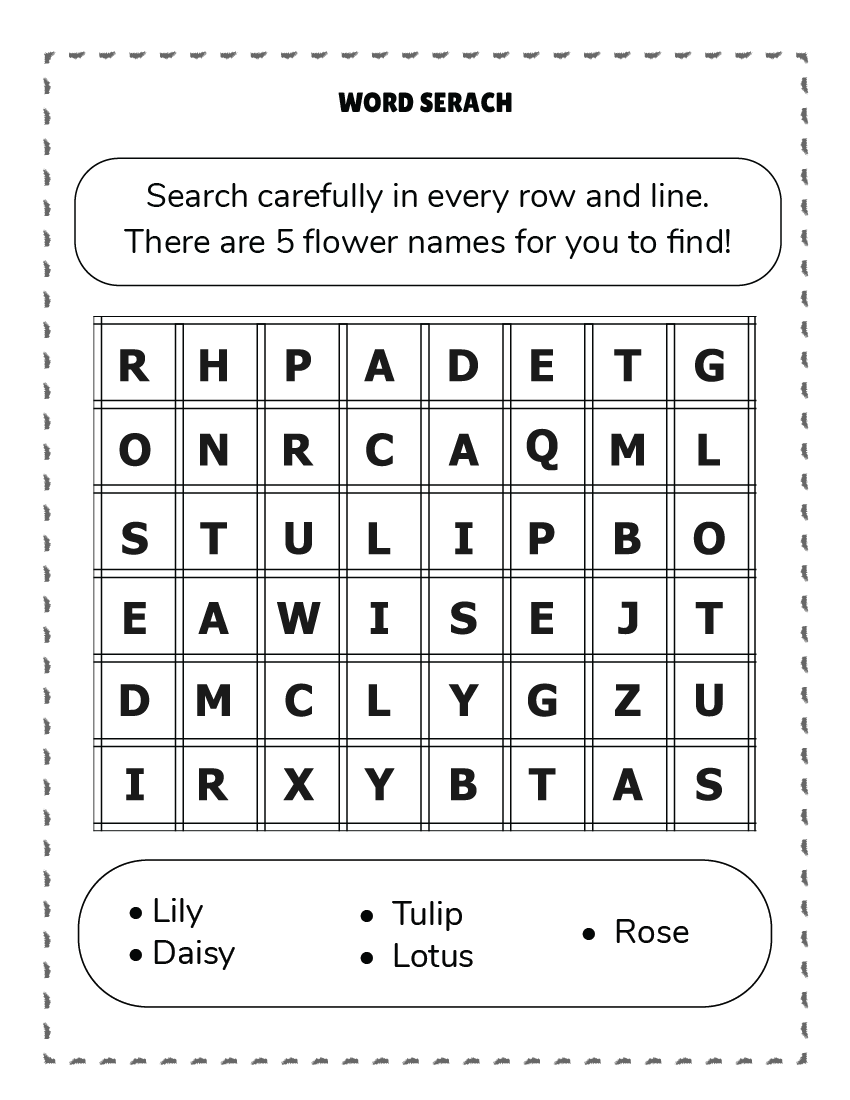 WORD SERACH
Search carefully in every row and line.
There are 5 flower names for you to find!
R H P A D E T G
O N R C A Q M L
S T U L I P B O
E A W I S E J T
D M C L Y G Z U
I R X Y B T A S
• Lily
• Daisy
• Tulip
• Lotus
• Rose